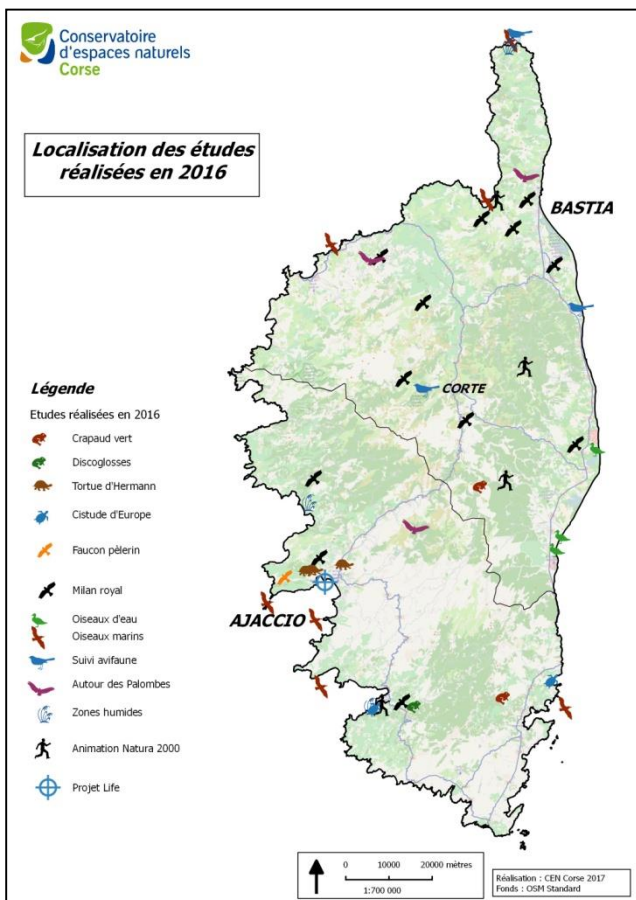 Conservatoire
d'espaces naturels
Corse
Localisation des études
réalisées en 2016
BASTIA
CORTE
AJACCIO
Légende
Etudes réalisées en 2016
Crapaud vert
Discoglosses
Tortue d'Hermann
Cistude d'Europe
Faucon pèlerin
Milan royal
Oiseaux d'eau
Oiseaux marins
Suivi avifaune
Autour des Palombes
Zones humides
Animation Natura 2000
Projet Life
0 10000 20000 mètres
1:700 000
Réalisation : CEN Corse 2017
Fonds : OSM Standard